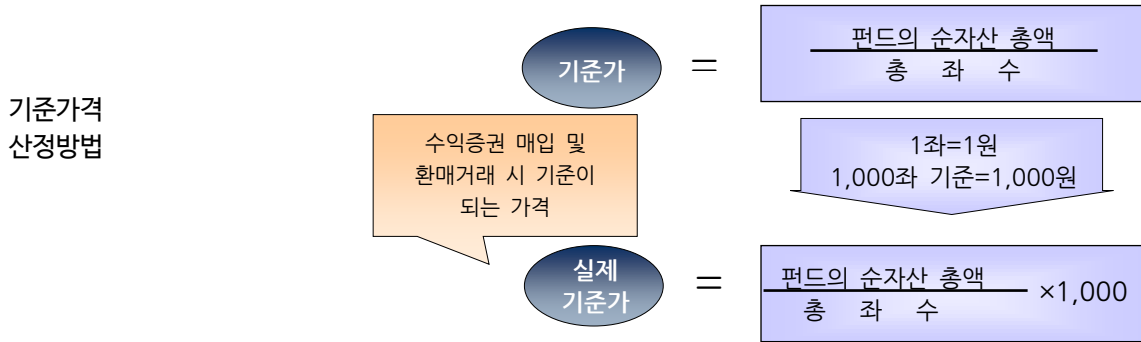 기준가격
산정방법
기준가
=
펀드의 순자산 총액
총 좌 수
수익증권 매입 및
환매거래 시 기준이
되는 가격
1좌=1원
1,000좌 기준=1,000원
실제
기준가
=
펀드의 순자산 총액
총 좌 수
×1,000